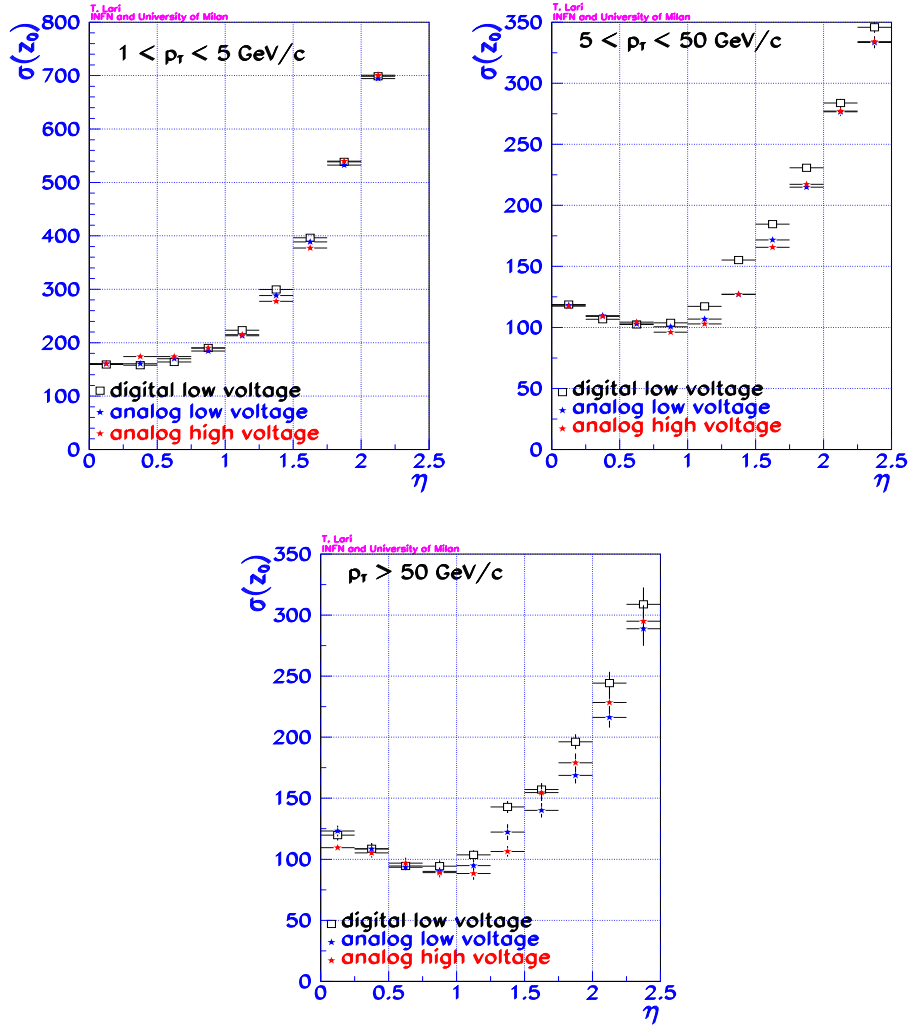 T. Lari
INFN and University of Milan
σ(z₀)
1 < pT < 5 GeV/c
800
700
600
500
400
300
200
100
0
digital low voltage
analog low voltage
analog high voltage
0 0.5 1 1.5 2 2.5
η
T. Lari
INFN and University of Milan
σ(z₀)
5 < pT < 50 GeV/c
350
300
250
200
150
100
50
0
digital low voltage
analog low voltage
analog high voltage
0 0.5 1 1.5 2 2.5
η
T. Lari
INFN and University of Milan
σ(z₀)
pT > 50 GeV/c
350
300
250
200
150
100
50
0
digital low voltage
analog low voltage
analog high voltage
0 0.5 1 1.5 2 2.5
η